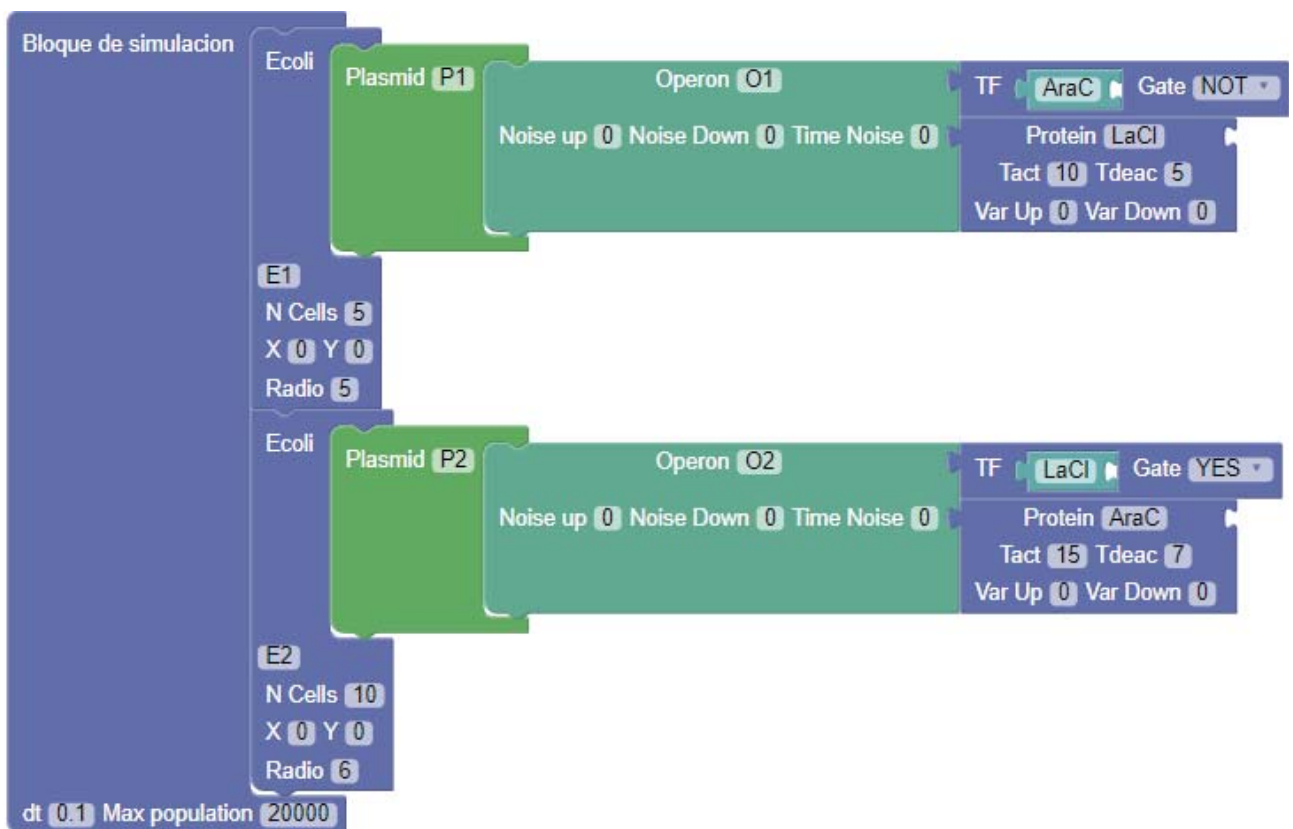 Bloque de simulacion
Ecoli
Plasmid P1
Operon O1
TF AraC Gate NOT
Noise up 0 Noise Down 0 Time Noise 0
Protein LaCI
Tact 10 Tdeac 5
Var Up 0 Var Down 0
E1
N Cells 5
X 0 Y 0
Radio 5
Ecoli
Plasmid P2
Operon O2
TF LaCI Gate YES
Noise up 0 Noise Down 0 Time Noise 0
Protein AraC
Tact 15 Tdeac 7
Var Up 0 Var Down 0
E2
N Cells 10
X 0 Y 0
Radio 6
dt 0.1 Max population 20000